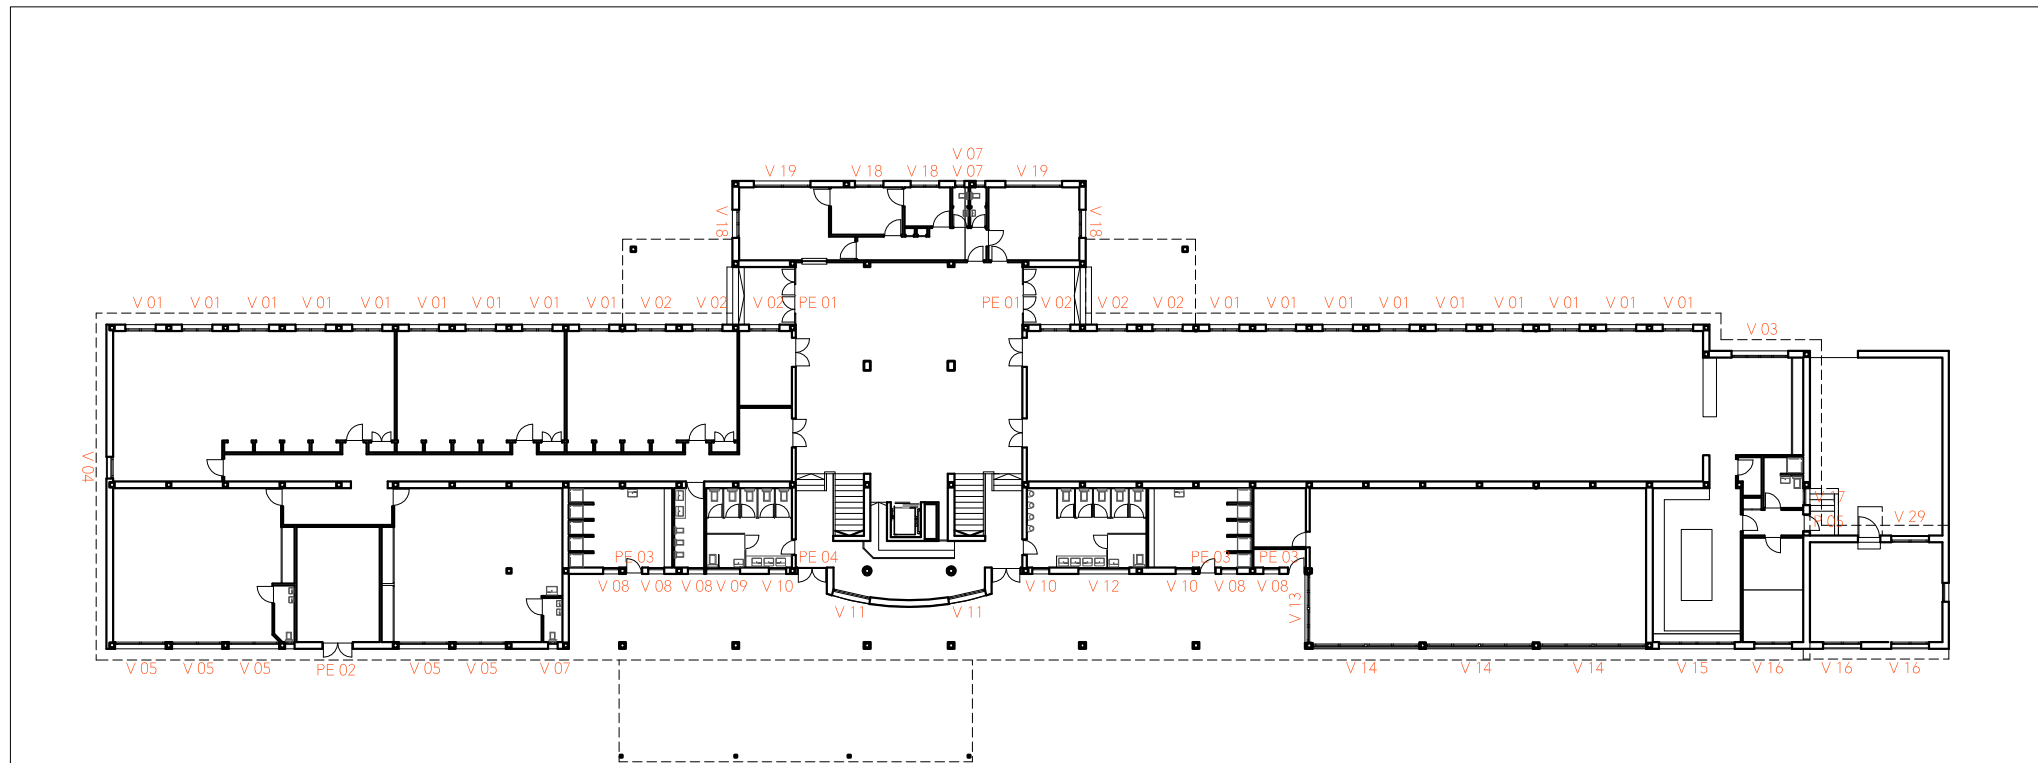 V 07
V 19 V 18 V 18 V 07 V 19
V 18 V 18
V 01 V 01 V 01 V 01 V 01 V 01 V 01 V 01 V 01 V 02 V 02 V 02 PE 01 PE 01 V 02 V 02 V 02 V 01 V 01 V 01 V 01 V 01 V 01 V 01 V 01 V 01
V 03
V 04
V 29
PE 03 PE 04 PE 03 PE 03
V 08 V 08 V 08 V 09 V 10 V 10 V 12 V 10 V 08 V 08
V 11 V 11 V 13
V 05 V 05 V 05 PE 02 V 05 V 05 V 07 V 14 V 14 V 14 V 15 V 16 V 16 V 16